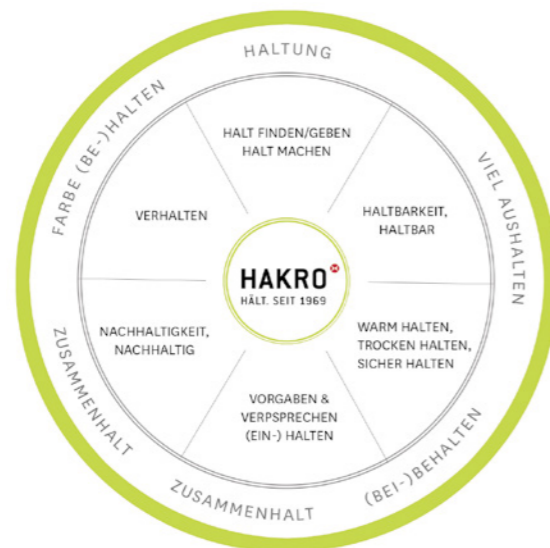 HALTUNG
FARBE (BE-)HALTEN
VIEL AUSHALTEN
HALT FINDEN/GEBEN
HALT MACHEN
VERHALTEN
HALTBARKEIT,
HALTBAR
HAKRO
HÄLT. SEIT 1969
NACHHALTIGKEIT,
NACHHALTIG
WARM HALTEN,
TROCKEN HALTEN,
SICHER HALTEN
VORGABEN &
VERPSPRECHEN
(EIN-) HALTEN
ZUSAMMENHALT
ZUSAMMENHALT
(BEI-)BEHALTEN